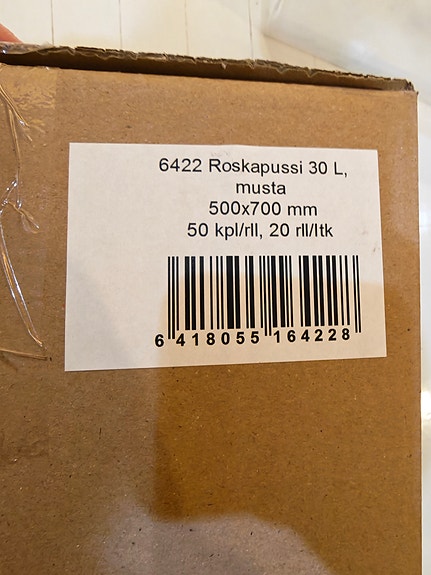 6422 Roskapussi 30 L,
musta
500x700 mm
50 kpl/rll, 20 rll/ltk
6 418055 164228